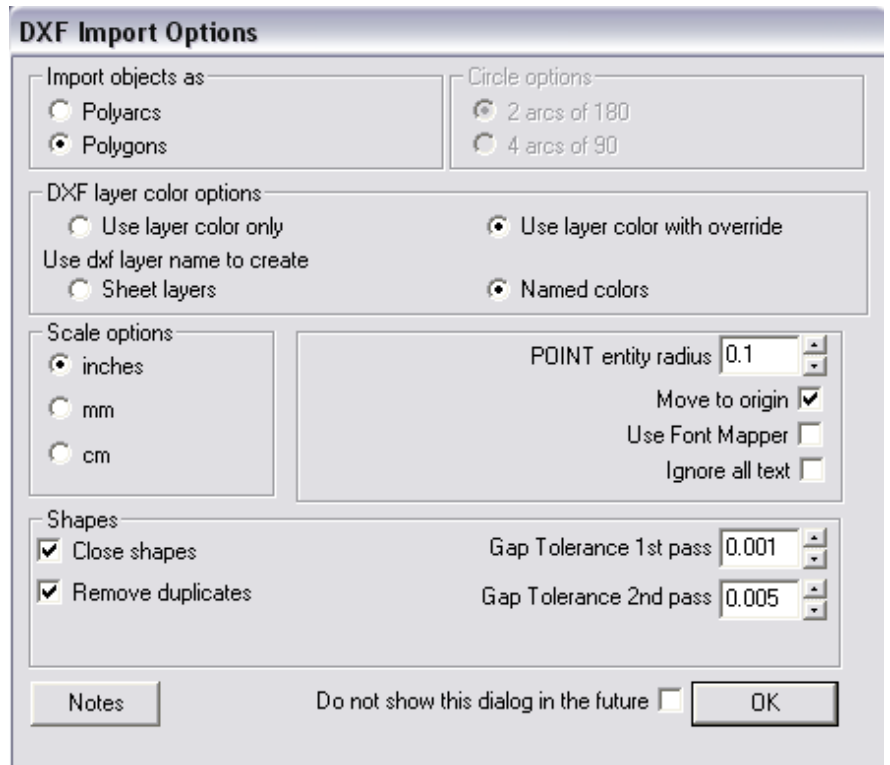 DXF Import Options
Import objects as
Polyarcs
Polygons
Circle options
2 arcs of 180
4 arcs of 90
DXF layer color options
Use layer color only
Use layer color with override
Use dxf layer name to create
Sheet layers
Named colors
Scale options
inches
mm
cm
POINT entity radius 0.1
Move to origin
Use Font Mapper
Ignore all text
Shapes
Close shapes
Remove duplicates
Gap Tolerance 1st pass 0.001
Gap Tolerance 2nd pass 0.005
Notes
Do not show this dialog in the future
OK